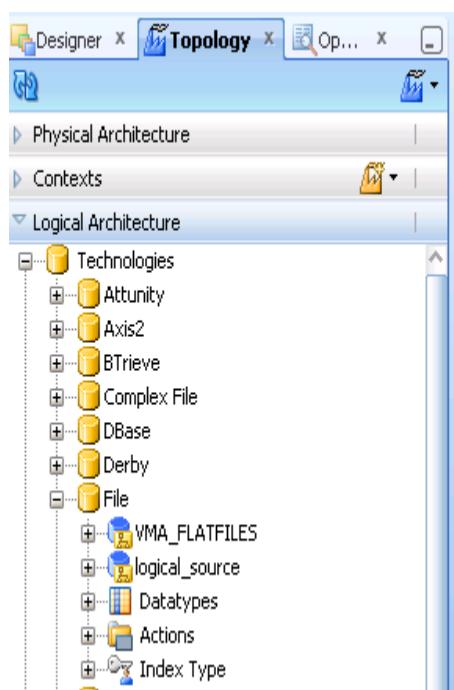 Designer x Topology x Op... x
Physical Architecture
Contexts
Logical Architecture
Technologies
Attunity
Axis2
BTrieve
Complex File
DBase
Derby
File
VMA_FLATFILES
logical_source
Datatypes
Actions
Index Type